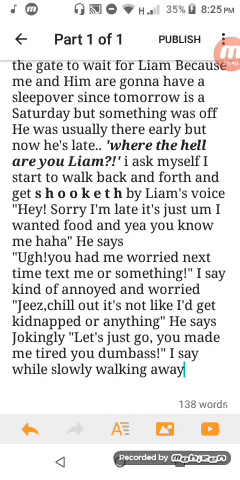 35% 8:25 PM
Part 1 of 1 PUBLISH
the gate to wait for Liam Because
me and Him are gonna have a
sleepover since tomorrow is a
Saturday but something was off
He was usually there early but
now he's late.. 'where the hell
are you Liam?!' i ask myself I
start to walk back and forth and
get s h o o k e t h by Liam's voice
"Hey! Sorry I'm late it's just um I
wanted food and yea you know
me haha" He says
"Ugh!you had me worried next
time text me or something!" I say
kind of annoyed and worried
"Jeez,chill out it's not like I'd get
kidnapped or anything" He says
Jokingly "Let's just go, you made
me tired you dumbass!" I say
while slowly walking away
138 words
Recorded by mobizen